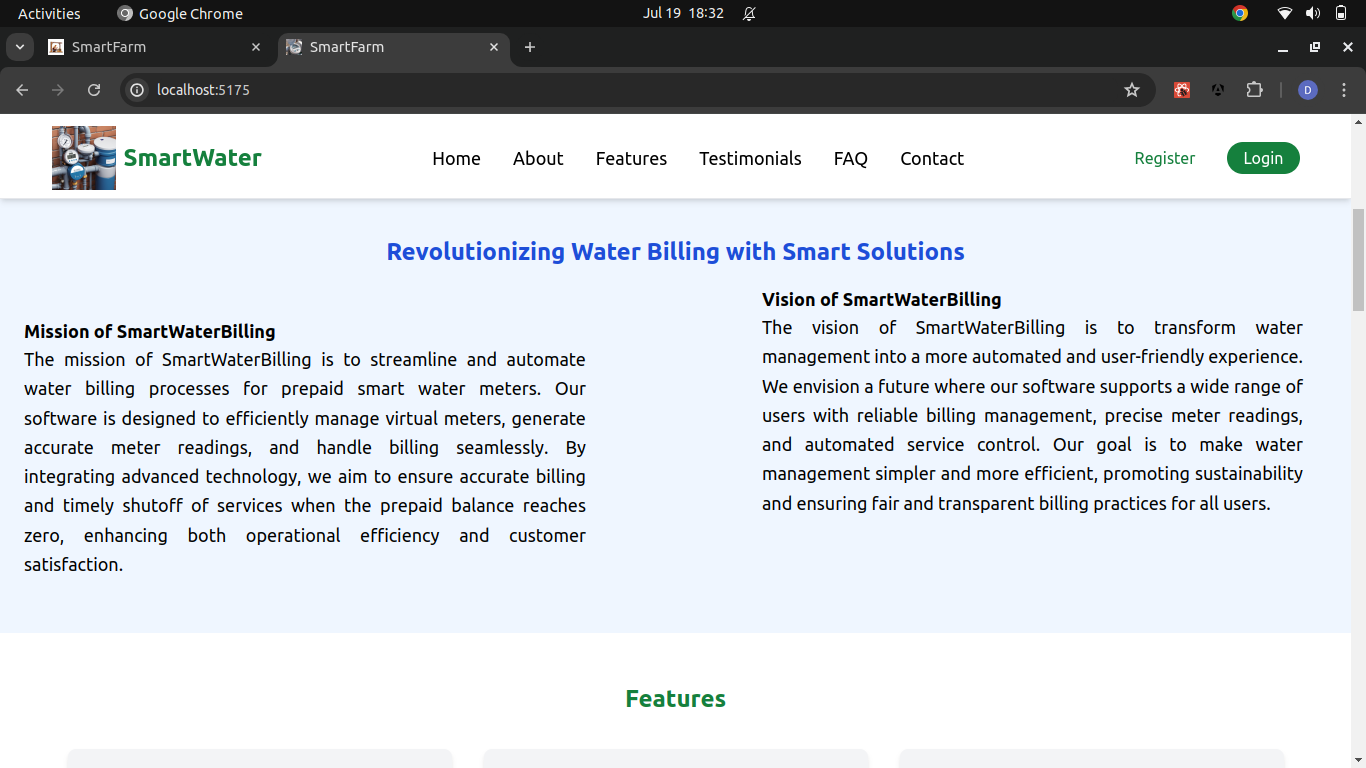 Activities
Google Chrome
Jul 19 18:32
SmartFarm
SmartFarm
localhost:5175
D
SmartWater
Home
About
Features
Testimonials
FAQ
Contact
Register
Login
Revolutionizing Water Billing with Smart Solutions
Mission of SmartWaterBilling
The mission of SmartWaterBilling is to streamline and automate
water billing processes for prepaid smart water meters. Our
software is designed to efficiently manage virtual meters, generate
accurate meter readings, and handle billing seamlessly. By
integrating advanced technology, we aim to ensure accurate billing
and timely shutoff of services when the prepaid balance reaches
zero, enhancing both operational efficiency and customer
satisfaction.
Vision of SmartWaterBilling
The vision of SmartWaterBilling is to transform water
management into a more automated and user-friendly experience.
We envision a future where our software supports a wide range of
users with reliable billing management, precise meter readings,
and automated service control. Our goal is to make water
management simpler and more efficient, promoting sustainability
and ensuring fair and transparent billing practices for all users.
Features